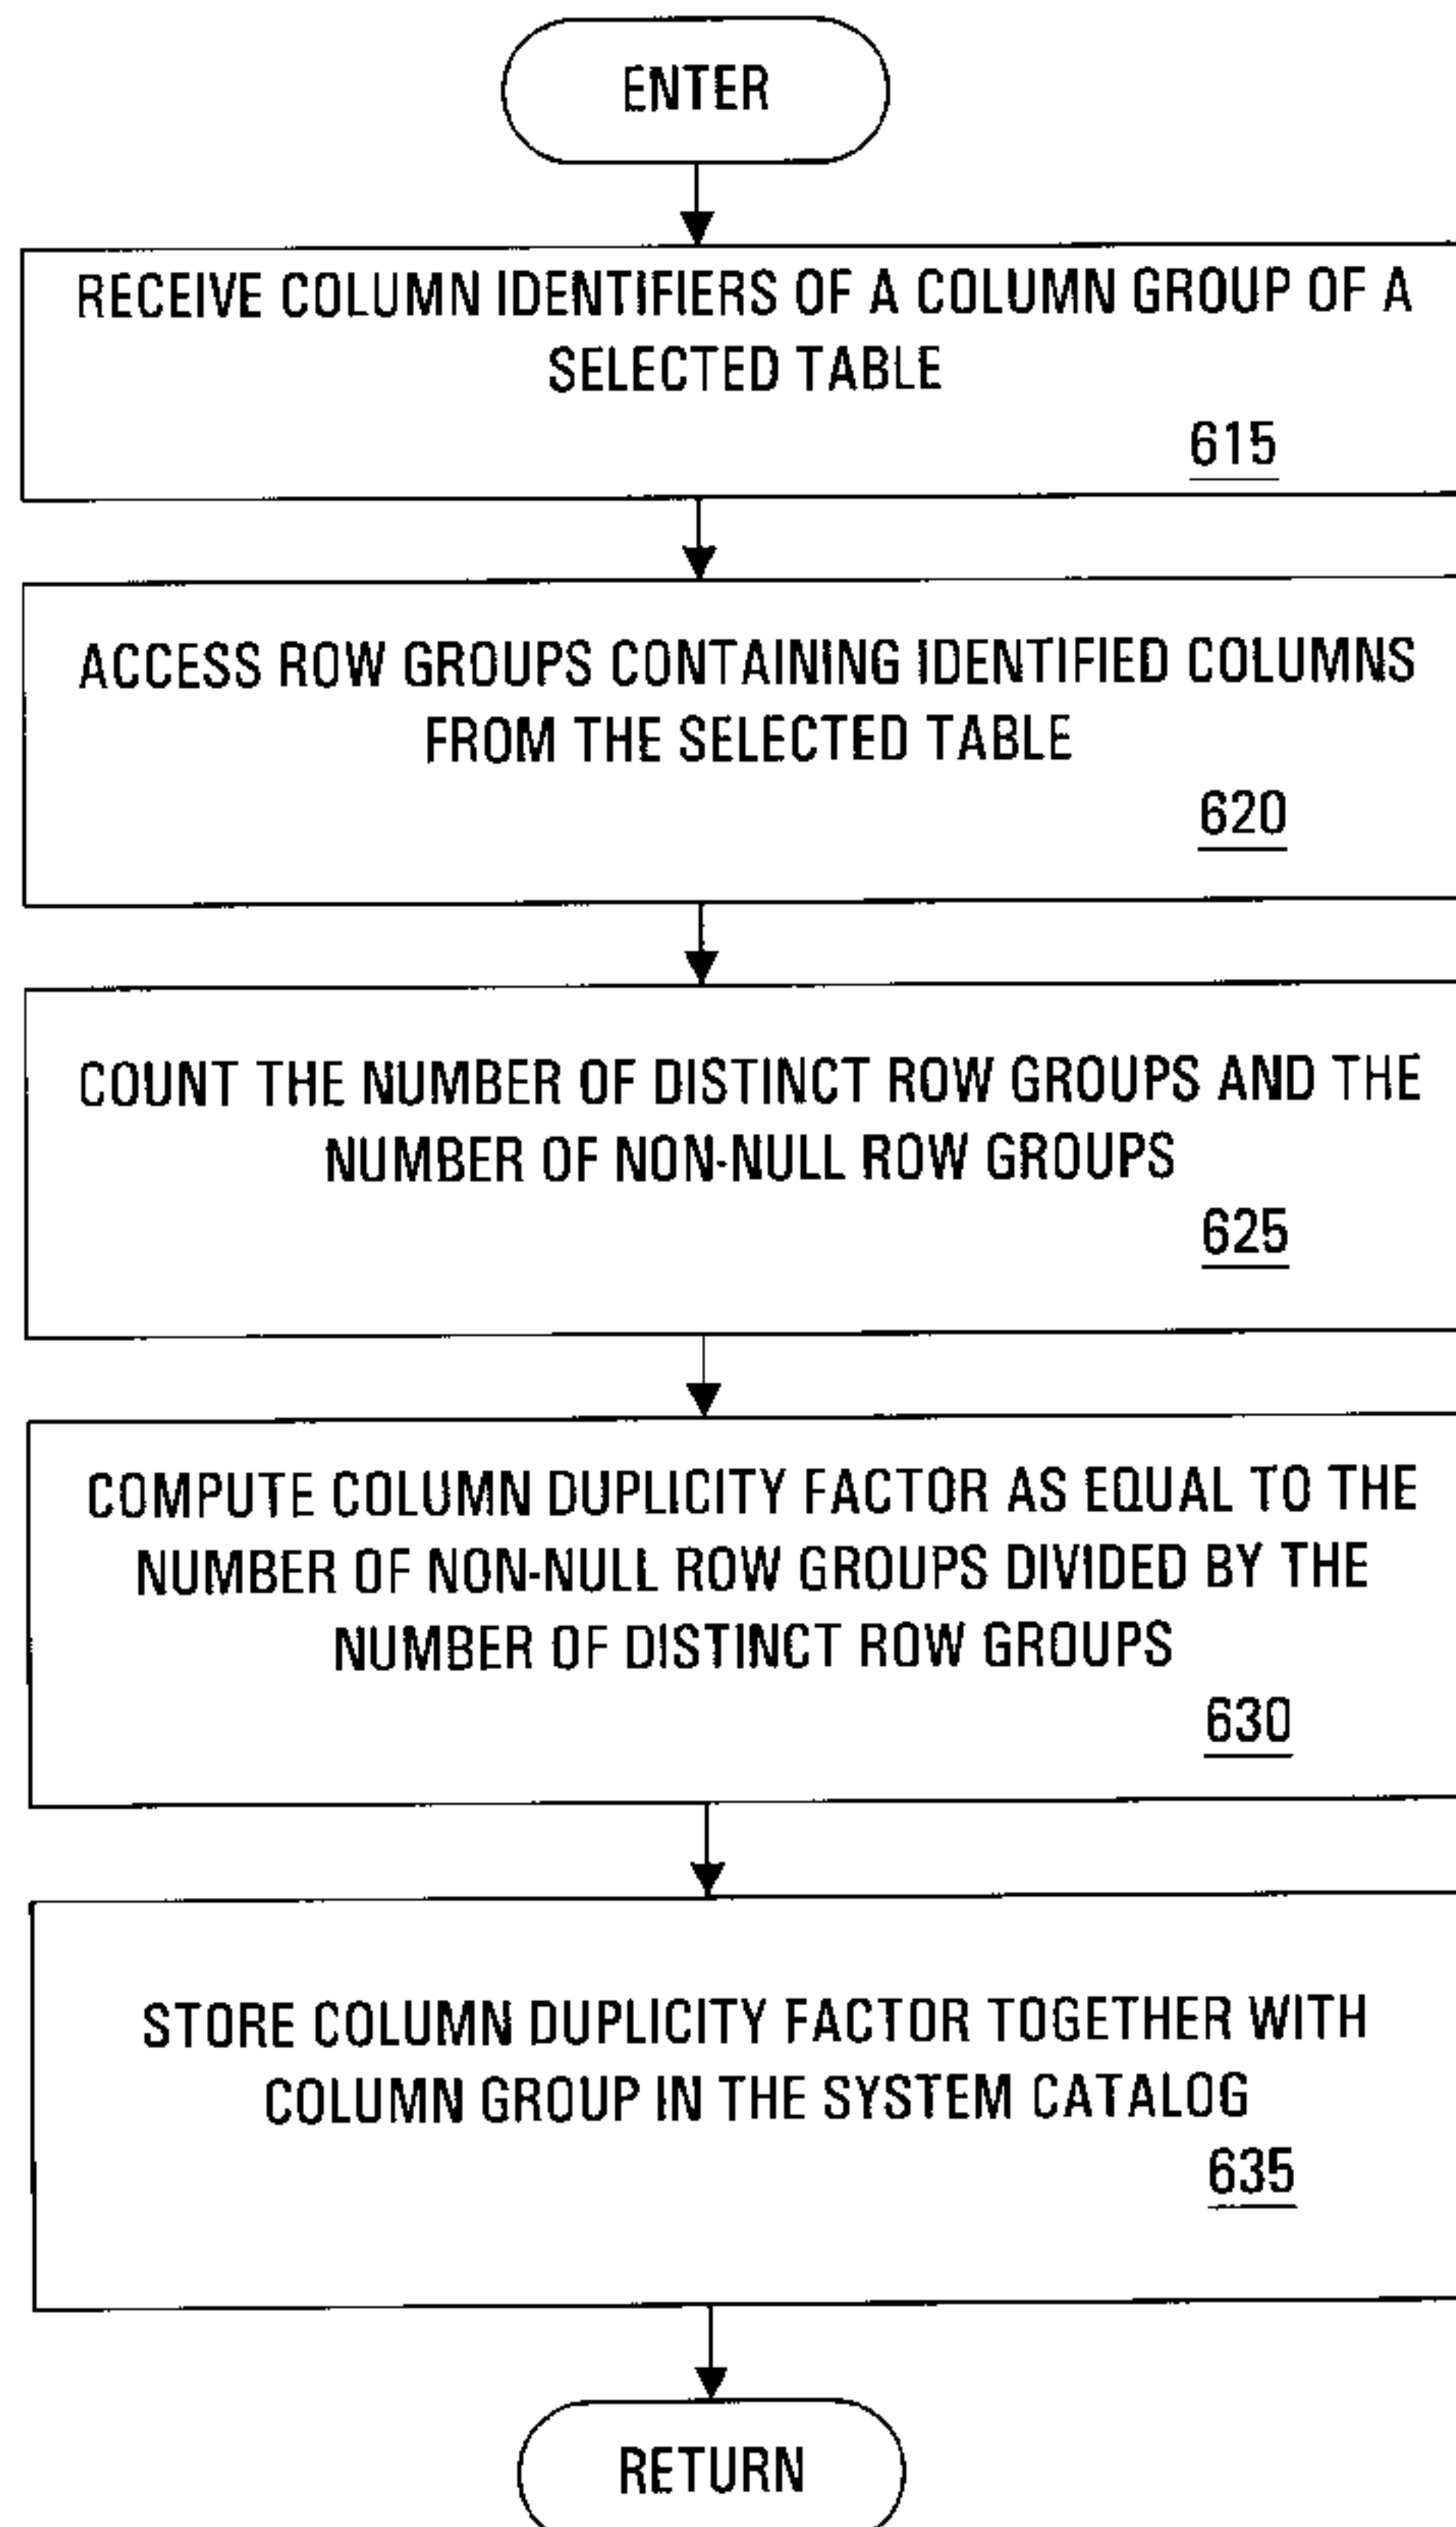 ENTER
RECEIVE COLUMN IDENTIFIERS OF A COLUMN GROUP OF A
SELECTED TABLE
615
ACCESS ROW GROUPS CONTAINING IDENTIFIED COLUMNS
FROM THE SELECTED TABLE
620
COUNT THE NUMBER OF DISTINCT ROW GROUPS AND THE
NUMBER OF NON-NULL ROW GROUPS
625
COMPUTE COLUMN DUPLICITY FACTOR AS EQUAL TO THE
NUMBER OF NON-NULL ROW GROUPS DIVIDED BY THE
NUMBER OF DISTINCT ROW GROUPS
630
STORE COLUMN DUPLICITY FACTOR TOGETHER WITH
COLUMN GROUP IN THE SYSTEM CATALOG
635
RETURN